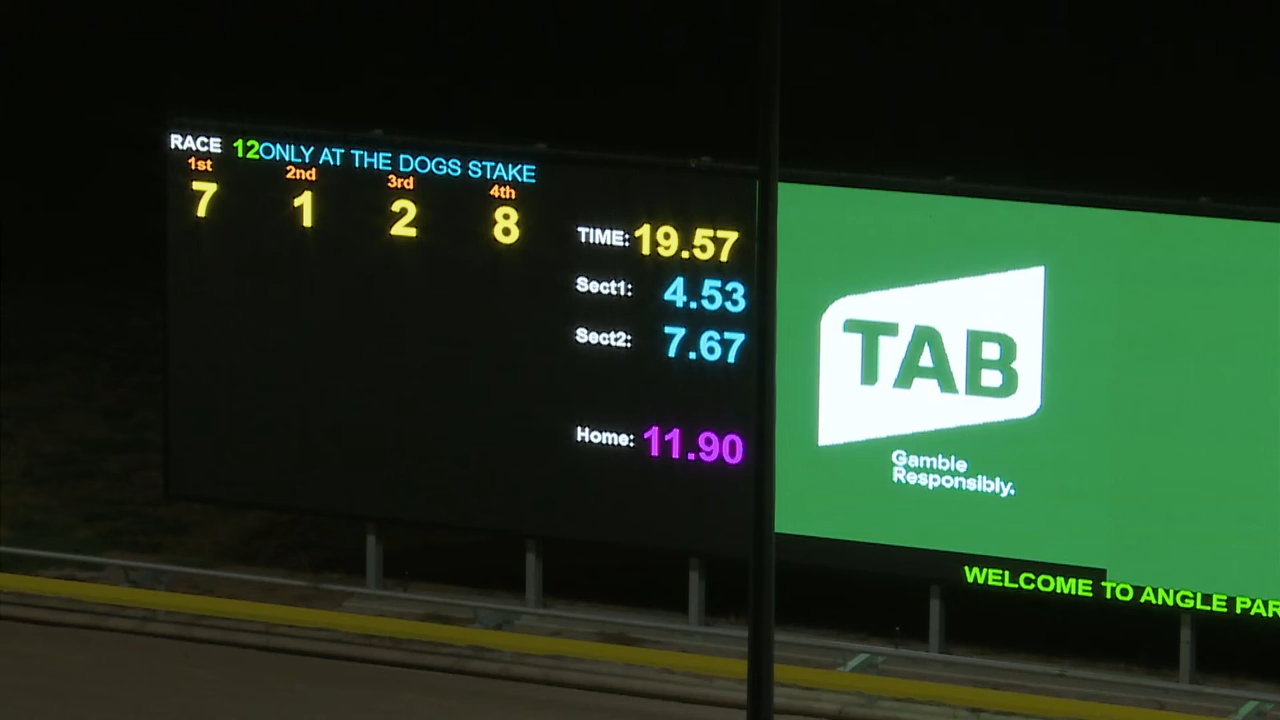 RACE 12ONLY AT THE DOGS STAKE
1st 2nd 3rd 4th
7 1 2 8
TIME: 19.57
Sect1: 4.53
Sect2: 7.67
Home: 11.90
TAB
Gamble
Responsibly.
WELCOME TO ANGLE PAR